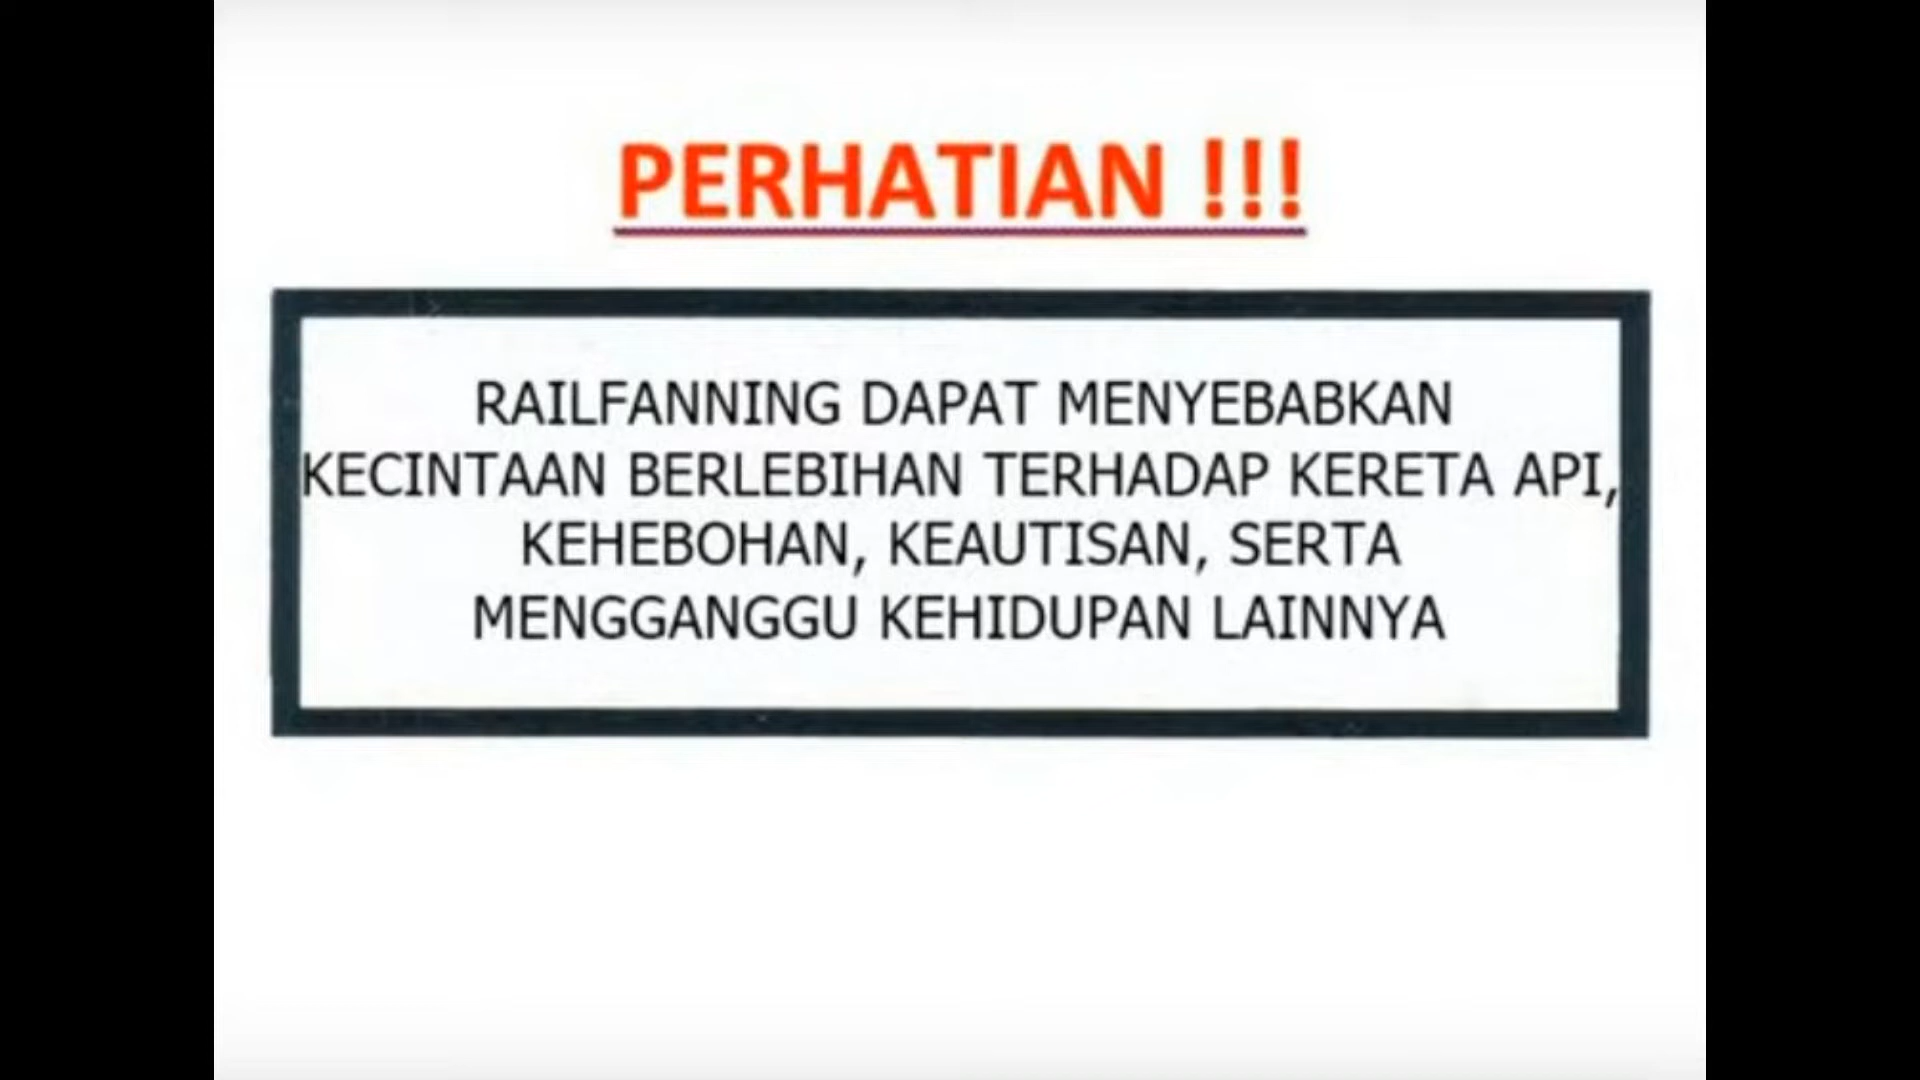 PERHATIAN !!!
RAILFANNING DAPAT MENYEBABKAN
KECINTAAN BERLEBIHAN TERHADAP KERETA API,
KEHEBOHAN, KEAUTISAN, SERTA
MENGGANGGU KEHIDUPAN LAINNYA